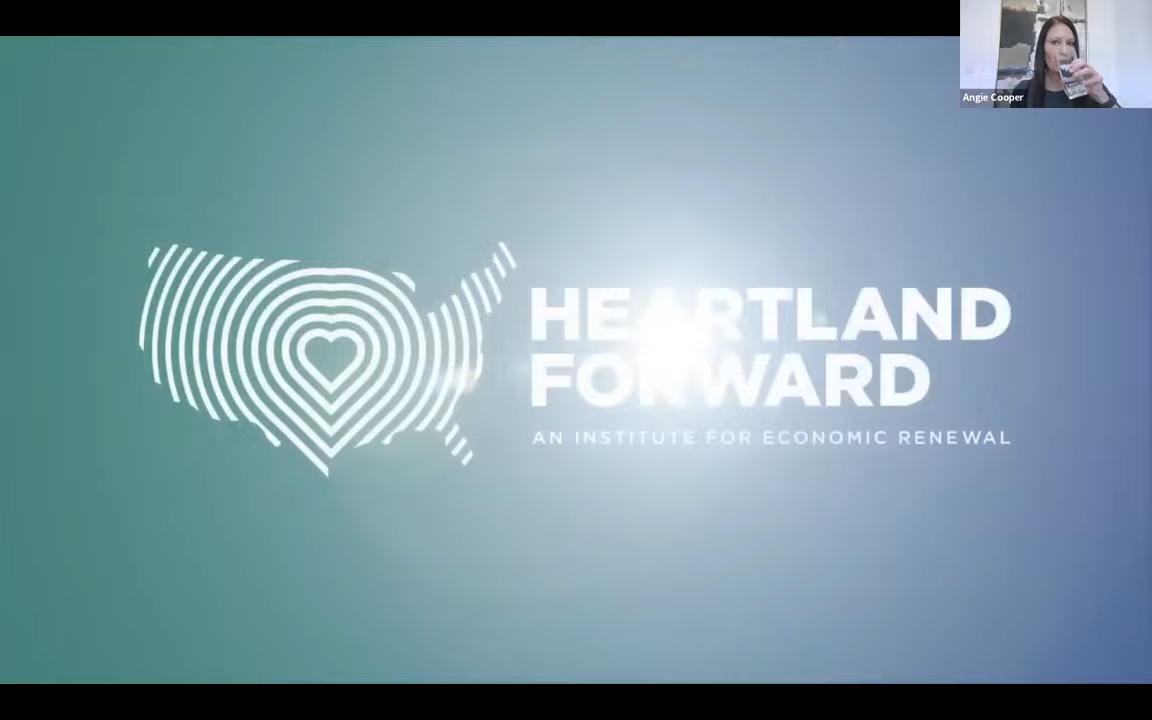 Angie Cooper
HEARTLAND
FORWARD
AN INSTITUTE FOR ECONOMIC RENEWAL